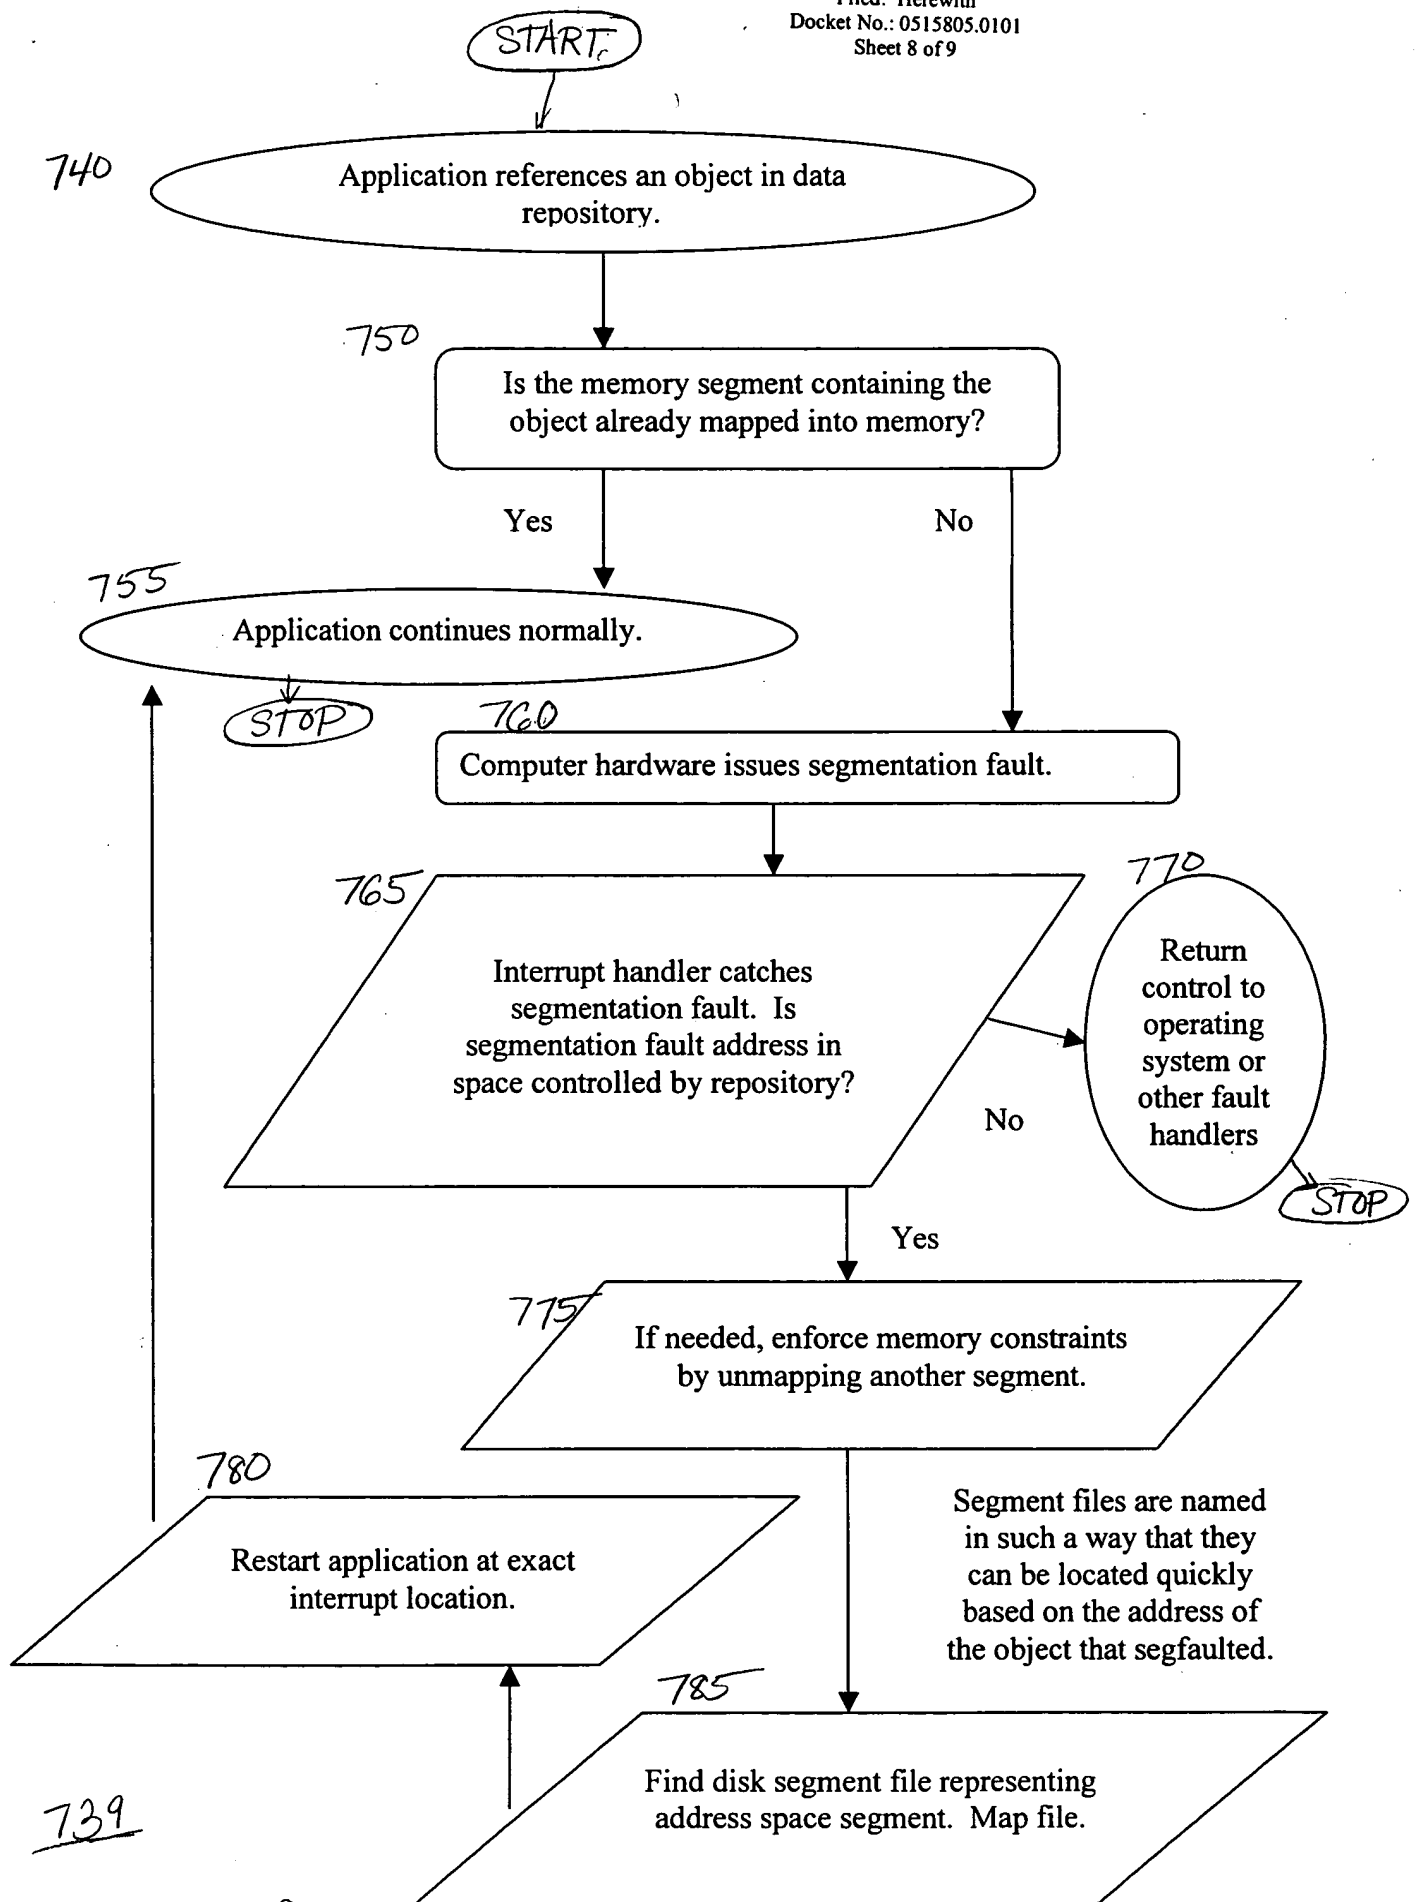 Filed: Herewith
Docket No.: 0515805.0101
Sheet 8 of 9
START
740
Application references an object in data
repository.
750
Is the memory segment containing the
object already mapped into memory?
Yes
No
755
Application continues normally.
STOP
760
Computer hardware issues segmentation fault.
765
770
Interrupt handler catches
segmentation fault. Is
segmentation fault address in
space controlled by repository?
Return
control to
operating
system or
other fault
handlers
No
STOP
Yes
775
If needed, enforce memory constraints
by unmapping another segment.
780
Restart application at exact
interrupt location.
Segment files are named
in such a way that they
can be located quickly
based on the address of
the object that segfaulted.
785
Find disk segment file representing
address space segment. Map file.
739